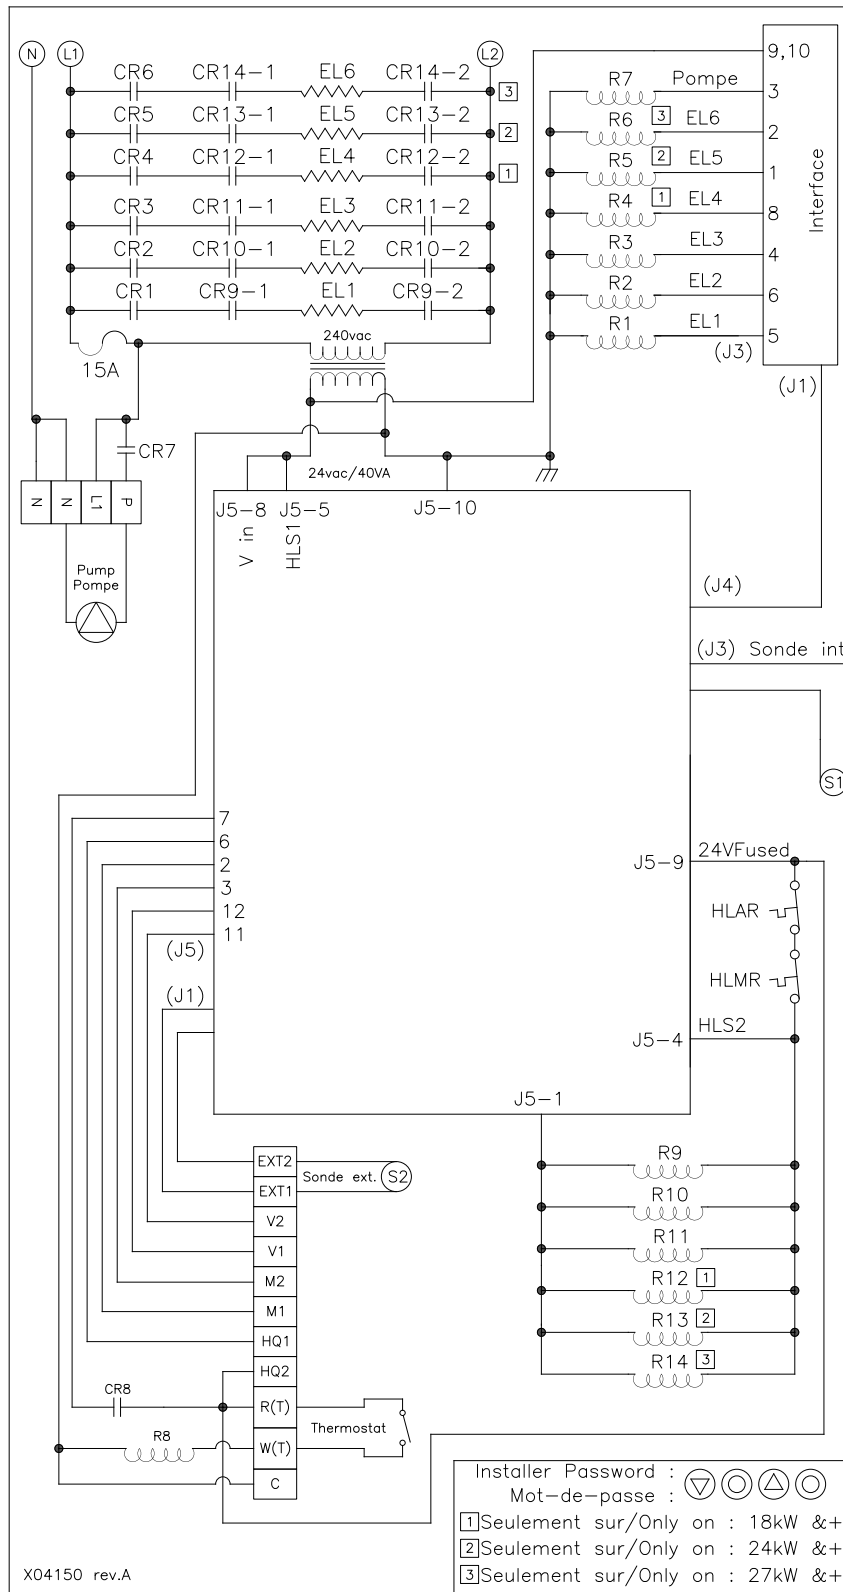 N L1 L2
CR6 CR14-1 EL6 CR14-2 3
CR5 CR13-1 EL5 CR13-2 2
CR4 CR12-1 EL4 CR12-2 1
CR3 CR11-1 EL3 CR11-2
CR2 CR10-1 EL2 CR10-2
CR1 CR9-1 EL1 CR9-2
240vac
15A
CR7
24vac/40VA
N N L1 P
Pump
Pompe
9,10
R7 Pompe 3
R6 3 EL6 2
R5 2 EL5 1
R4 1 EL4 8
R3 EL3 4
R2 EL2 6
R1 EL1 5
Interface
(J3)
(J1)
J5-8 J5-5 J5-10
V in
HLS1
(J4)
(J3) Sonde int
S1
7
6
2
3
12
11
(J5)
(J1)
J5-9 24VFused
HLAR
HLMR
J5-4 HLS2
J5-1
R9
R10
R11
R12 1
R13 2
R14 3
EXT2
Sonde ext. S2
EXT1
V2
V1
M2
M1
HQ1
HQ2
CR8
R(T)
Thermostat
R8
W(T)
C
Installer Password :
Mot-de-passe :
1 Seulement sur/Only on : 18kW &+
2 Seulement sur/Only on : 24kW &+
3 Seulement sur/Only on : 27kW &+
X04150 rev.A